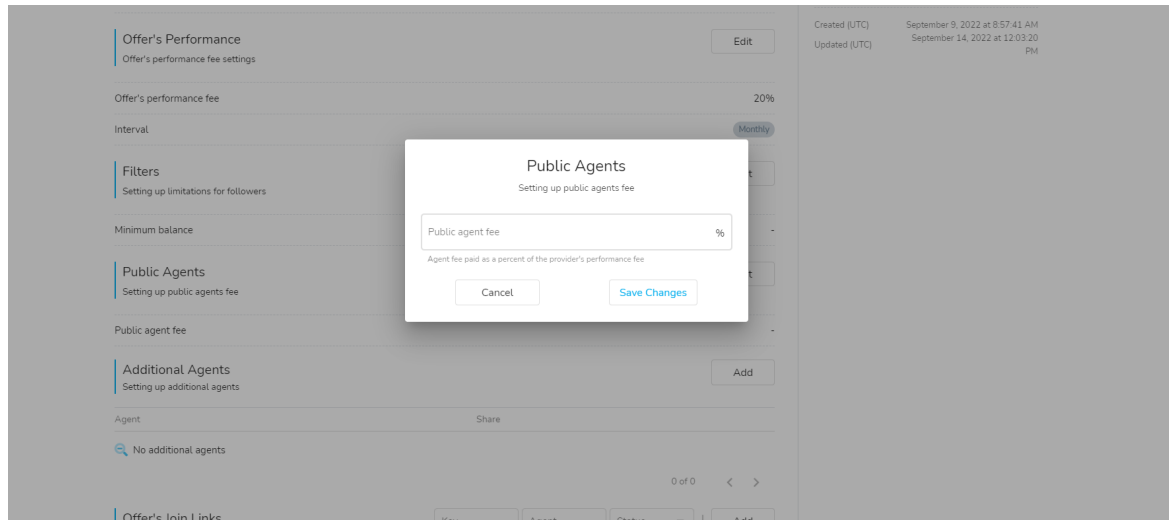 Created (UTC) September 9, 2022 at 8:57:41 AM
Updated (UTC) September 14, 2022 at 12:03:20 PM
Offer's Performance
Offer's performance fee settings
Edit
Offer's performance fee 20%
Interval Monthly
Filters
Setting up limitations for followers
Minimum balance -
Public Agents
Setting up public agents fee
Public agent fee -
Public Agents
Setting up public agents fee
Public agent fee %
Agent fee paid as a percent of the provider's performance fee
Cancel Save Changes
Additional Agents
Setting up additional agents
Add
Agent Share
No additional agents
0 of 0 < >
Offer's Join Links Key Agent Status Add